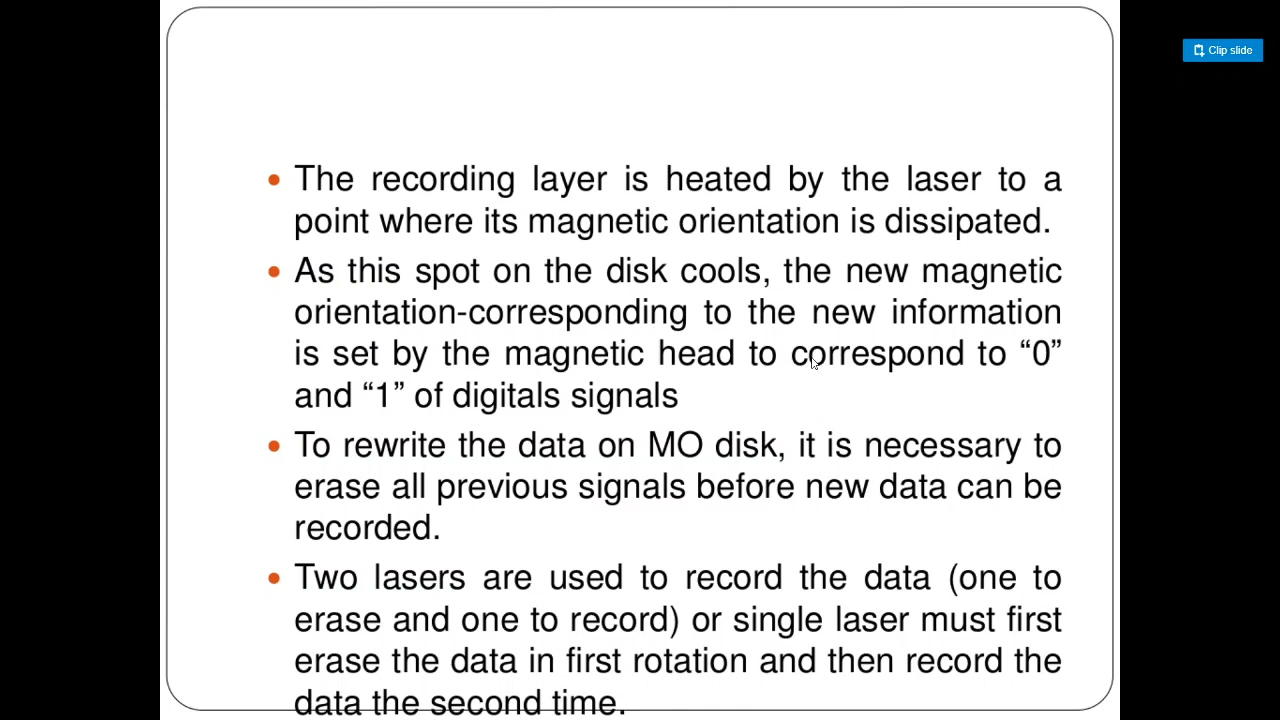 Clip slide
• The recording layer is heated by the laser to a
point where its magnetic orientation is dissipated.
• As this spot on the disk cools, the new magnetic
orientation-corresponding to the new information
is set by the magnetic head to correspond to “0”
and “1” of digitals signals
• To rewrite the data on MO disk, it is necessary to
erase all previous signals before new data can be
recorded.
• Two lasers are used to record the data (one to
erase and one to record) or single laser must first
erase the data in first rotation and then record the
data the second time.